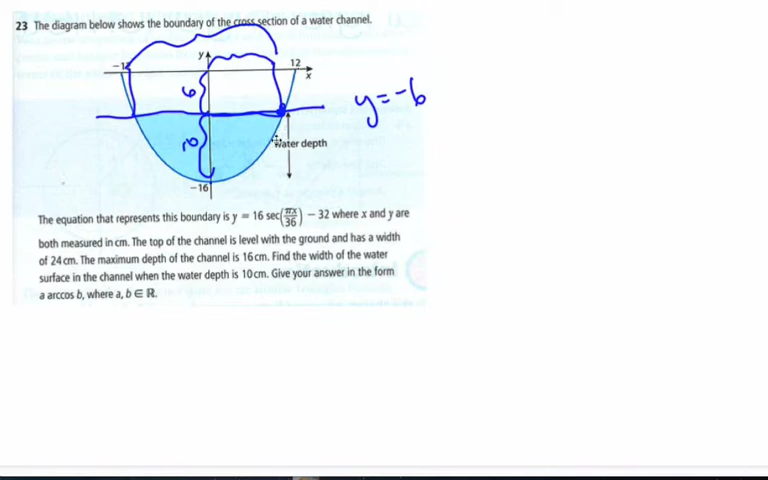 23 The diagram below shows the boundary of the cross section of a water channel.
y
-12
12
x
6
y=-6
10
Water depth
-16
The equation that represents this boundary is y = 16 sec(πx/36) - 32 where x and y are
both measured in cm. The top of the channel is level with the ground and has a width
of 24 cm. The maximum depth of the channel is 16 cm. Find the width of the water
surface in the channel when the water depth is 10 cm. Give your answer in the form
a arccos b, where a, b ∈ ℝ.